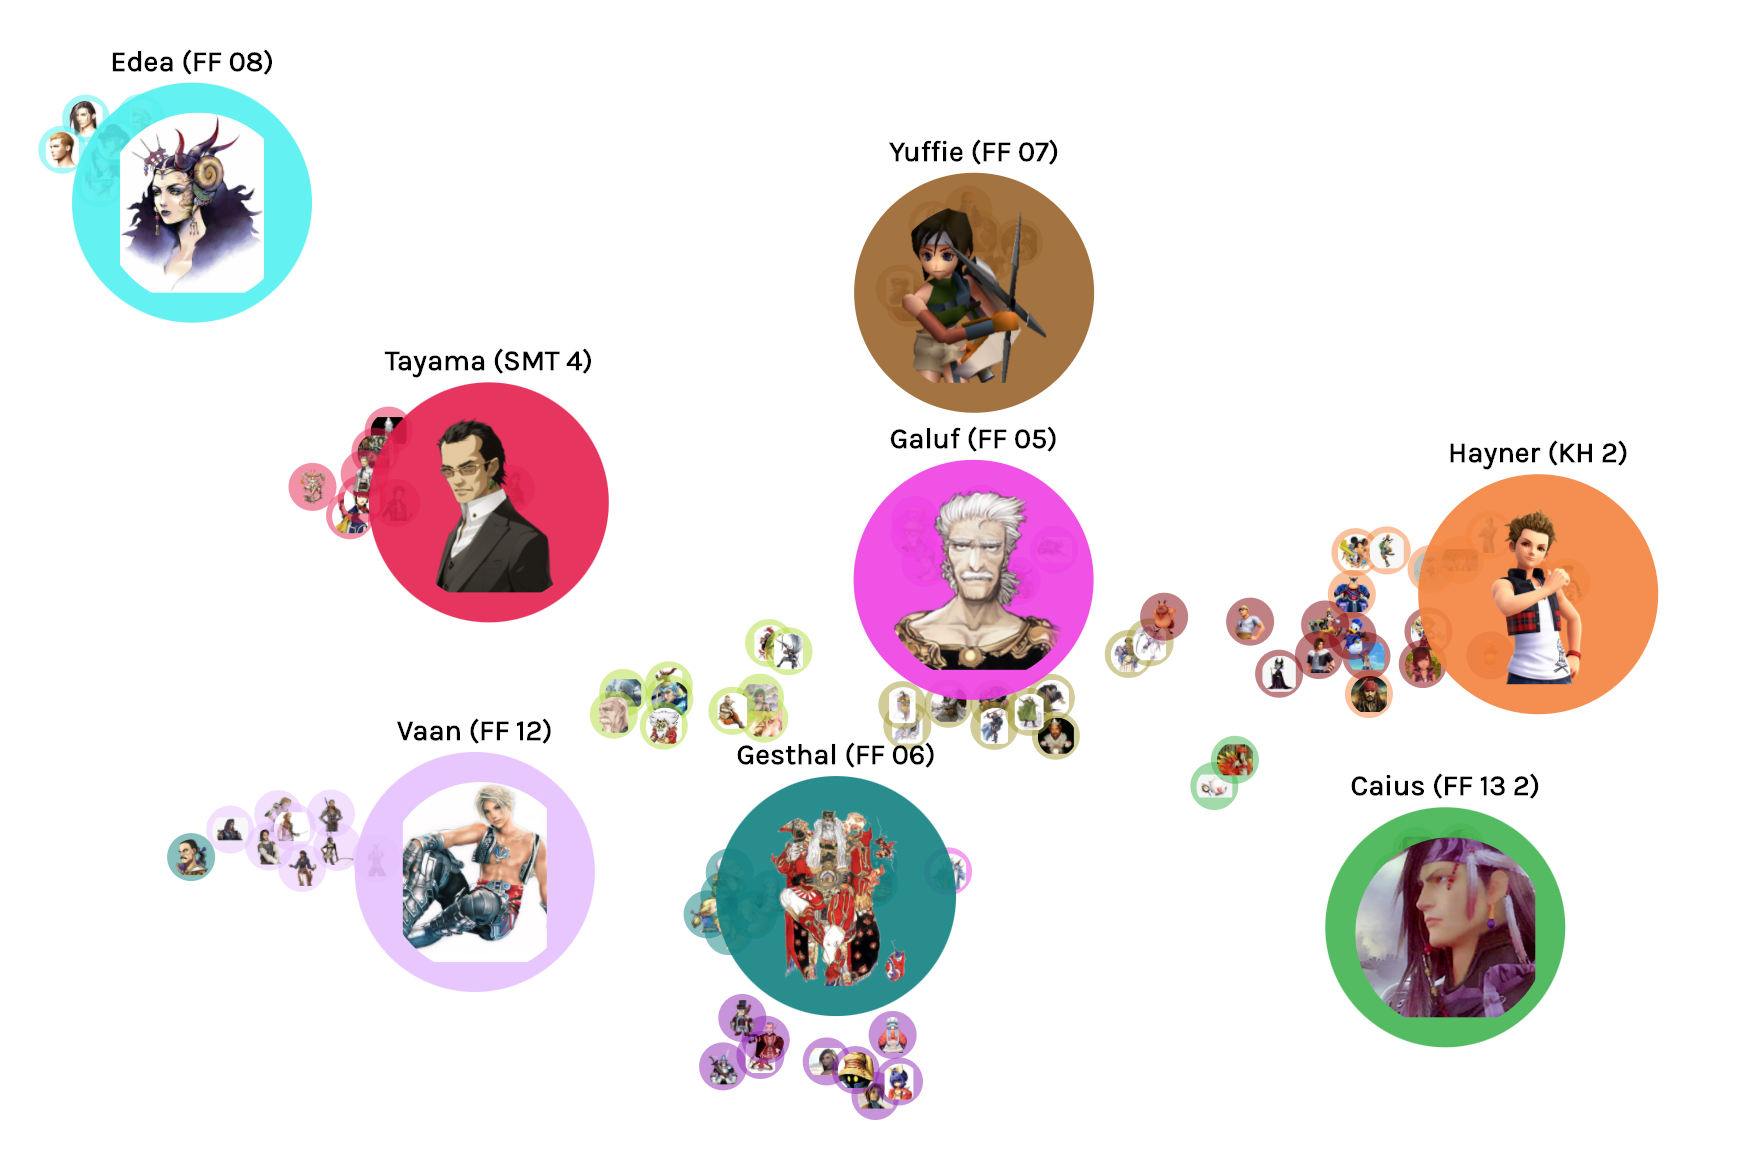 Edea (FF 08)
Yuffie (FF 07)
Tayama (SMT 4)
Galuf (FF 05)
Hayner (KH 2)
Vaan (FF 12)
Gesthal (FF 06)
Caius (FF 13 2)